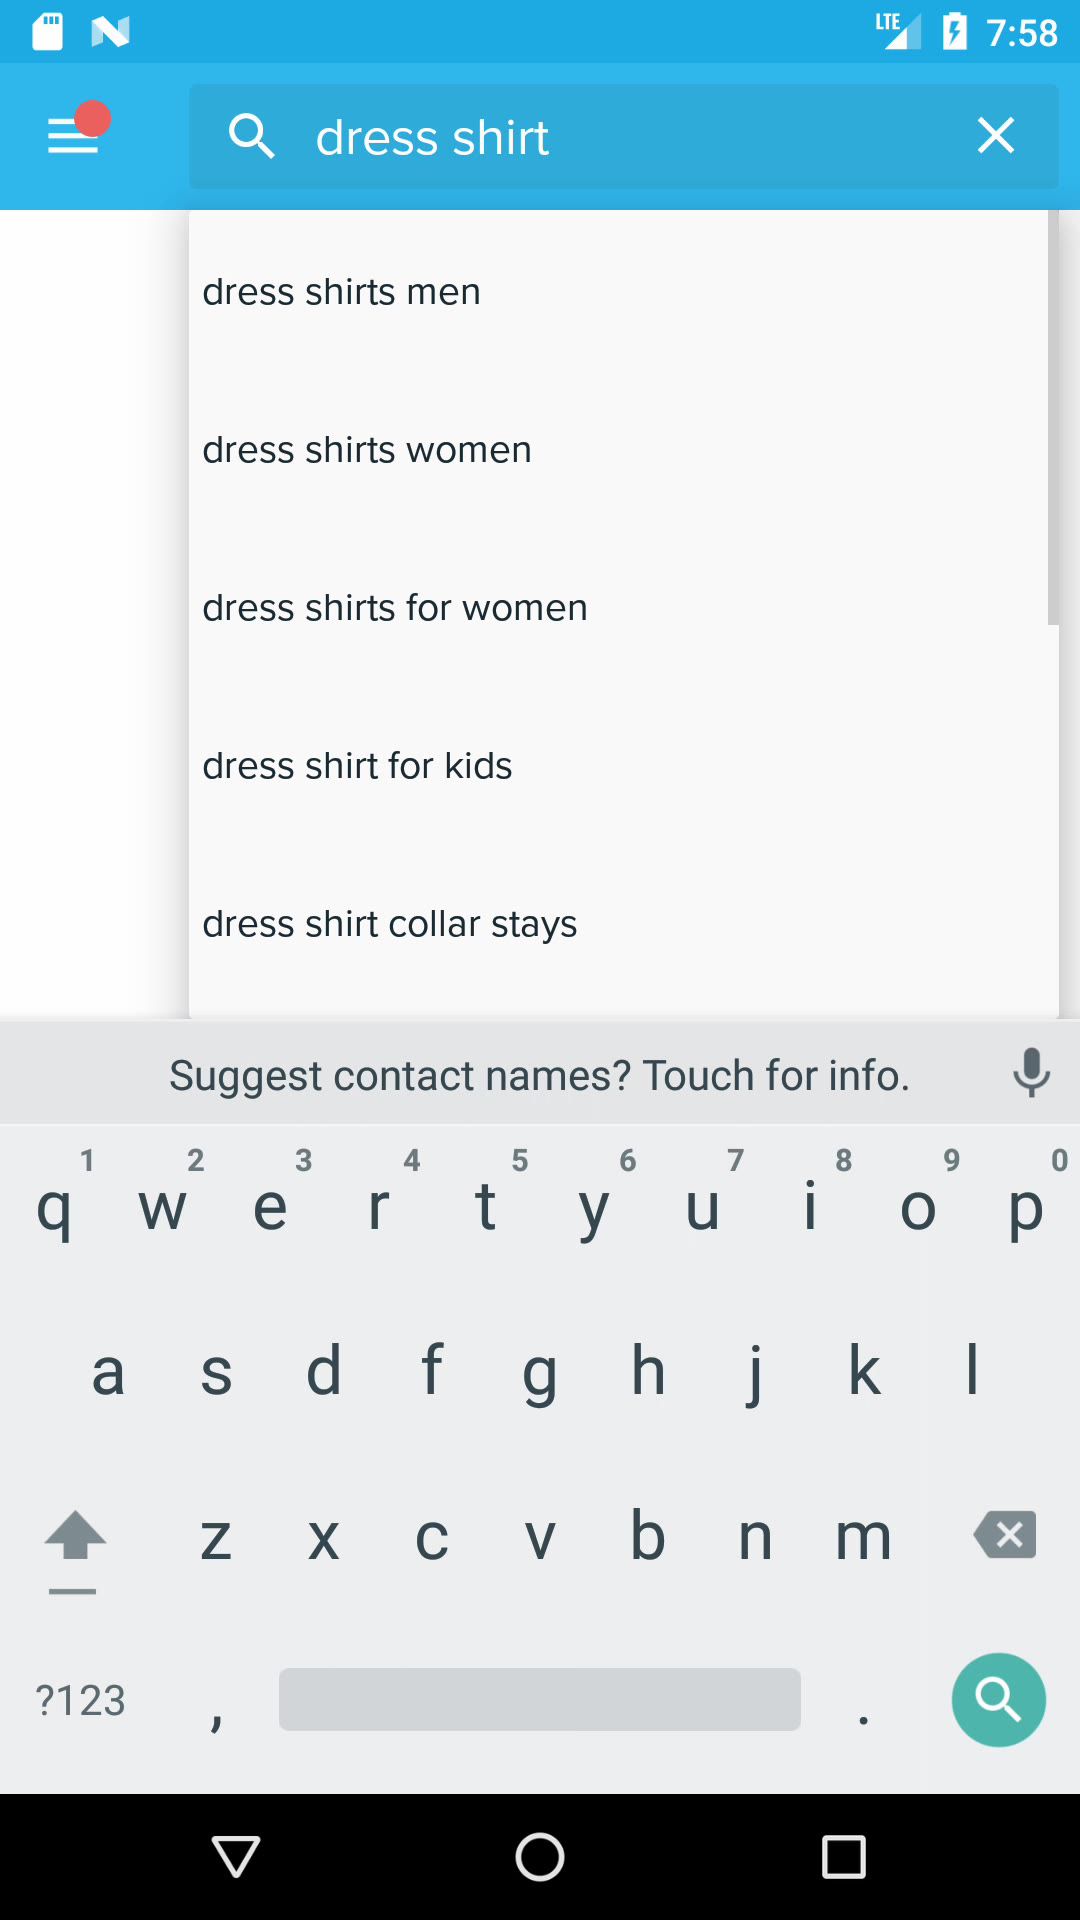 LTE 7:58
dress shirt
dress shirts men
dress shirts women
dress shirts for women
dress shirt for kids
dress shirt collar stays
Suggest contact names? Touch for info.
1 2 3 4 5 6 7 8 9 0
q w e r t y u i o p
a s d f g h j k l
z x c v b n m
?123 , .